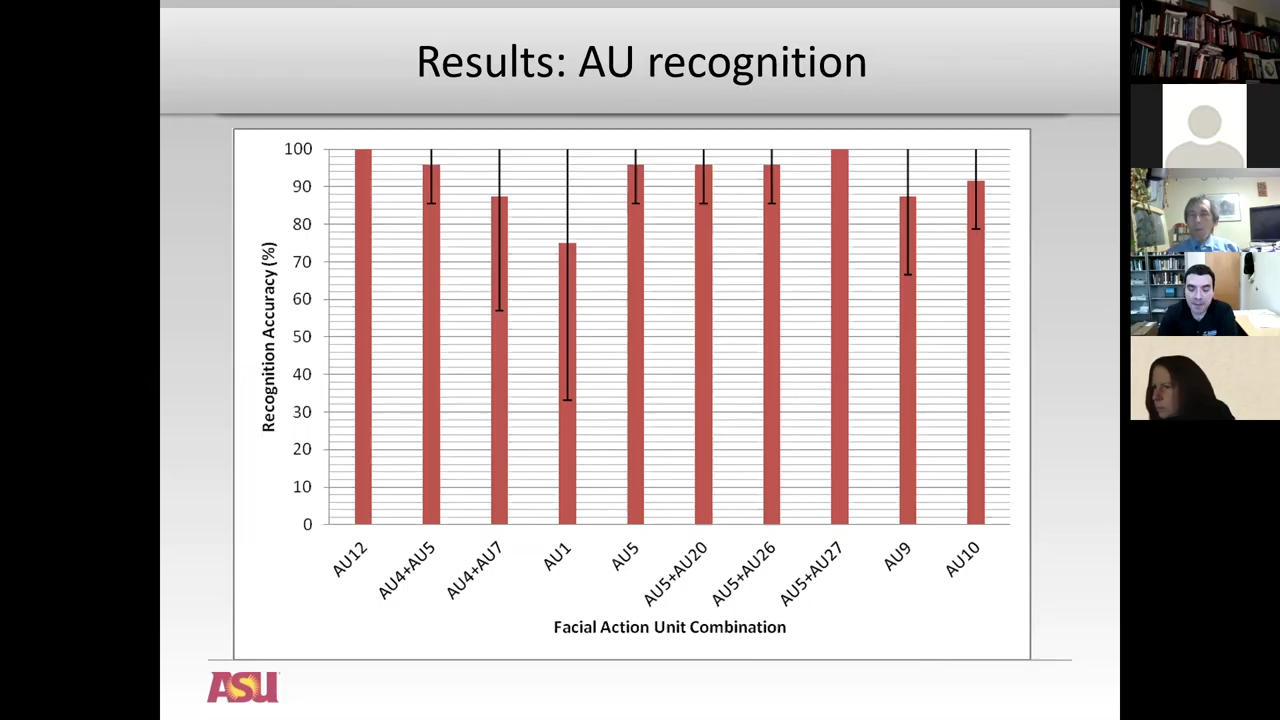 Results: AU recognition
100
90
80
70
60
50
40
30
20
10
0
Recognition Accuracy (%)
AU12
AU4+AU5
AU4+AU7
AU1
AU5
AU5+AU20
AU5+AU26
AU5+AU27
AU9
AU10
Facial Action Unit Combination
ASU